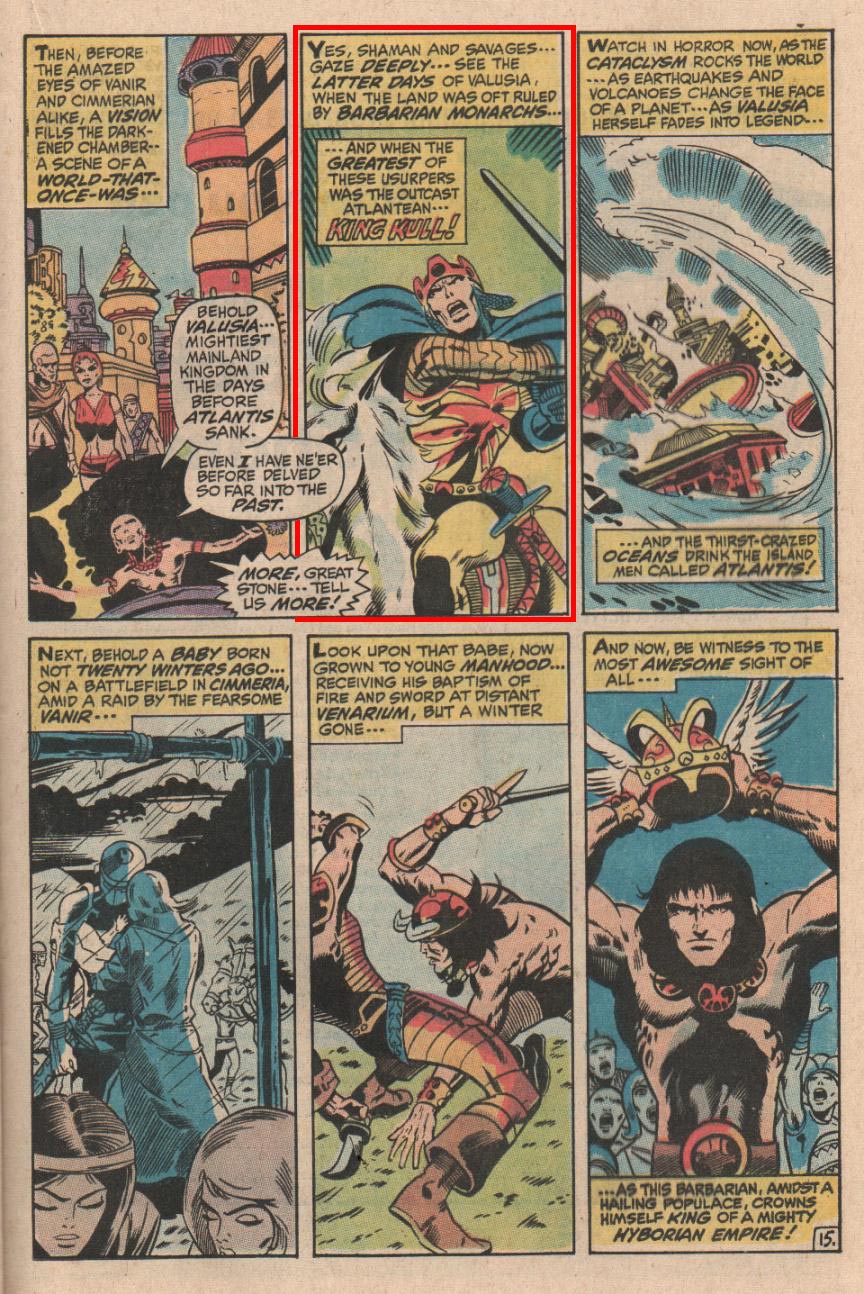 THEN, BEFORE
THE AMAZED
EYES OF VANIR
AND CIMMERIAN
ALIKE, A VISION
FILLS THE DARK-
ENED CHAMBER--
A SCENE OF A
WORLD-THAT-
ONCE-WAS...
BEHOLD
VALUSIA...
MIGHTIEST
MAINLAND
KINGDOM IN
THE DAYS
BEFORE
ATLANTIS
SANK.
EVEN I HAVE NE'ER
BEFORE DELVED
SO FAR INTO THE
PAST.
MORE, GREAT
STONE... TELL
US MORE!
YES, SHAMAN AND SAVAGES...
GAZE DEEPLY... SEE THE
LATTER DAYS OF VALUSIA,
WHEN THE LAND WAS OFT RULED
BY BARBARIAN MONARCHS...
...AND WHEN THE
GREATEST OF
THESE USURPERS
WAS THE OUTCAST
ATLANTEAN...
KING KULL!
WATCH IN HORROR NOW, AS THE
CATACLYSM ROCKS THE WORLD
...AS EARTHQUAKES AND
VOLCANOES CHANGE THE FACE
OF A PLANET...AS VALUSIA
HERSELF FADES INTO LEGEND...
...AND THE THIRST-CRAZED
OCEANS DRINK THE ISLAND
MEN CALLED ATLANTIS!
NEXT, BEHOLD A BABY BORN
NOT TWENTY WINTERS AGO...
ON A BATTLEFIELD IN CIMMERIA,
AMID A RAID BY THE FEARSOME
VANIR...
LOOK UPON THAT BABE, NOW
GROWN TO YOUNG MANHOOD...
RECEIVING HIS BAPTISM OF
FIRE AND SWORD AT DISTANT
VENARIUM, BUT A WINTER
GONE...
AND NOW, BE WITNESS TO THE
MOST AWESOME SIGHT OF
ALL...
...AS THIS BARBARIAN, AMIDST A
HAILING POPULACE, CROWNS
HIMSELF KING OF A MIGHTY
HYBORIAN EMPIRE!
15.